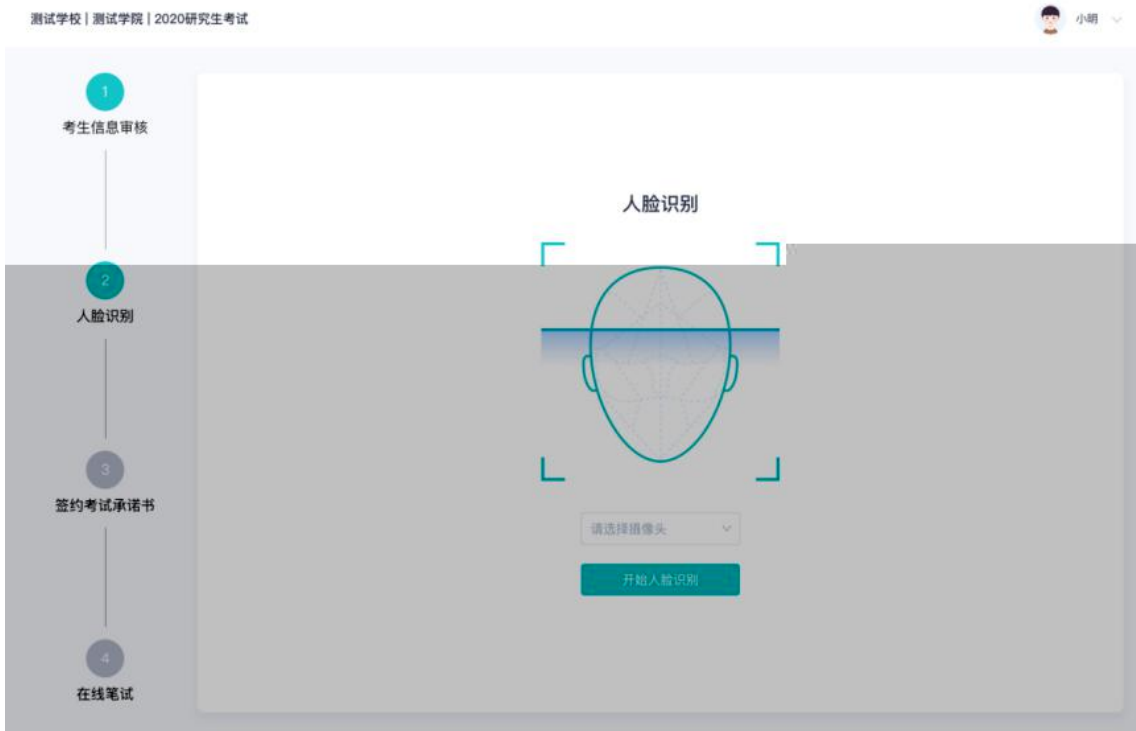 测试学校 | 测试学院 | 2020研究生考试
小明
1
考生信息审核
2
人脸识别
3
签约考试承诺书
4
在线笔试
人脸识别
请选择摄像头
开始人脸识别